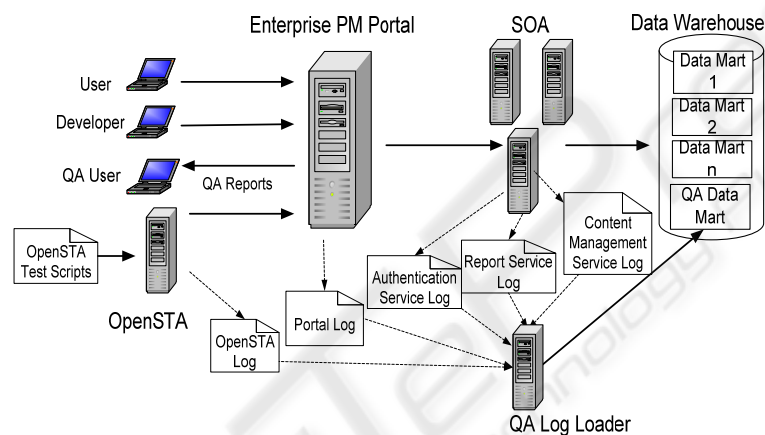 Enterprise PM Portal
SOA
Data Warehouse
User
Developer
QA User
QA Reports
Data Mart
1
Data Mart
2
Data Mart
n
QA Data
Mart
OpenSTA
Test Scripts
OpenSTA
OpenSTA
Log
Portal Log
Authentication
Service Log
Report Service
Log
Content
Management
Service Log
QA Log Loader